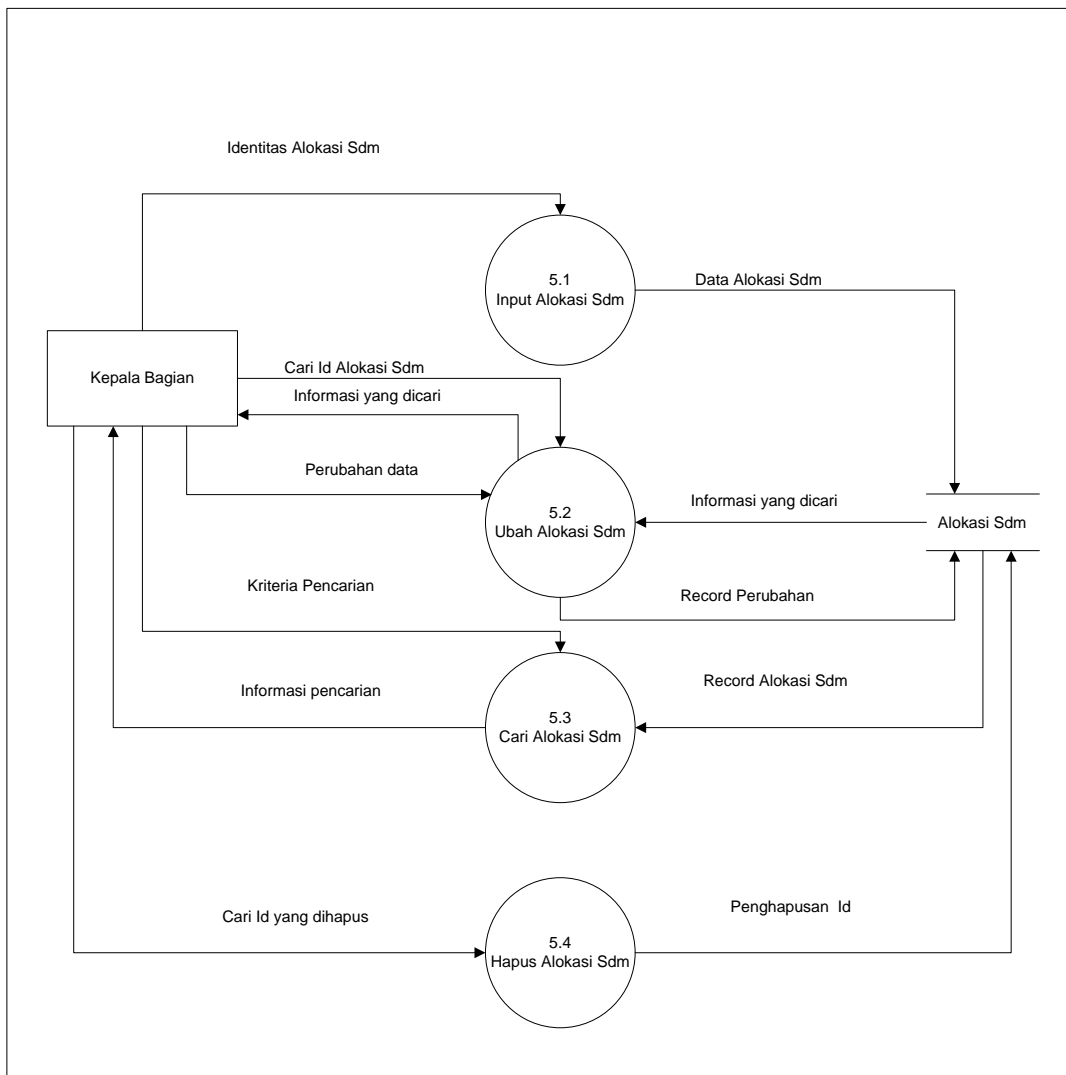 Identitas Alokasi Sdm
5.1
Input Alokasi Sdm
Data Alokasi Sdm
Kepala Bagian
Cari Id Alokasi Sdm
Informasi yang dicari
Perubahan data
5.2
Ubah Alokasi Sdm
Informasi yang dicari
Alokasi Sdm
Kriteria Pencarian
Record Perubahan
Informasi pencarian
5.3
Cari Alokasi Sdm
Record Alokasi Sdm
Cari Id yang dihapus
5.4
Hapus Alokasi Sdm
Penghapusan  Id